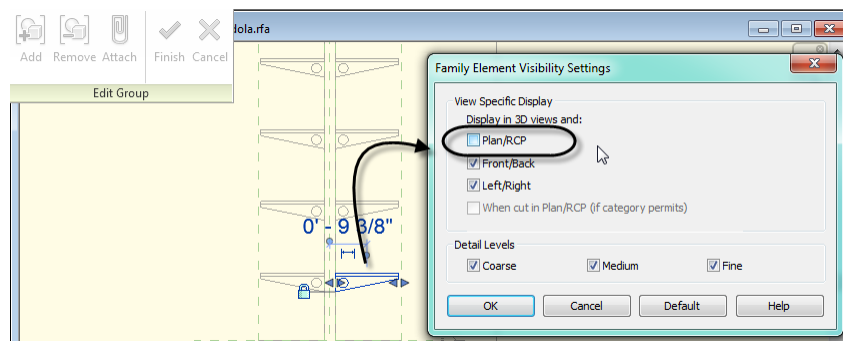 dola.rfa
Add Remove Attach Finish Cancel
Edit Group
Family Element Visibility Settings
View Specific Display
Display in 3D views and:
Plan/RCP
Front/Back
Left/Right
When cut in Plan/RCP (if category permits)
0' - 9 3/8"
Detail Levels
Coarse Medium Fine
OK Cancel Default Help